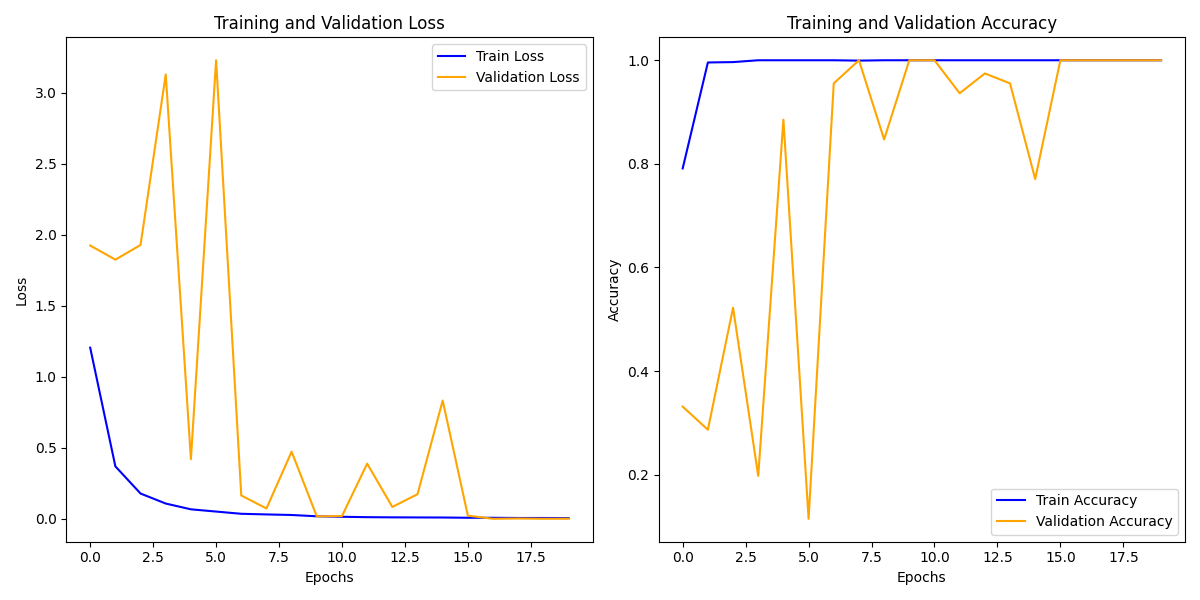 Training and Validation Loss
Train Loss
Validation Loss
3.0
2.5
2.0
1.5
1.0
0.5
0.0
Loss
0.0 2.5 5.0 7.5 10.0 12.5 15.0 17.5
Epochs
Training and Validation Accuracy
1.0
0.8
0.6
0.4
0.2
Accuracy
Train Accuracy
Validation Accuracy
0.0 2.5 5.0 7.5 10.0 12.5 15.0 17.5
Epochs